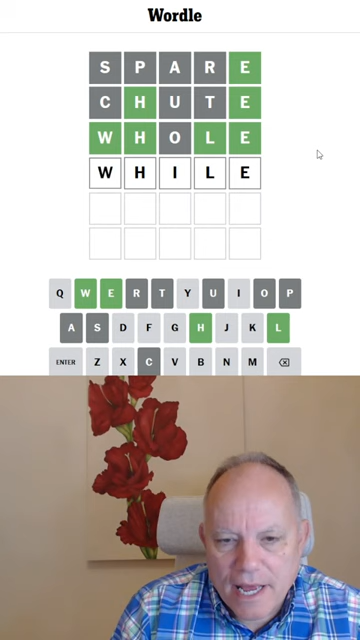 Wordle
S P A R E
C H U T E
W H O L E
W H I L E
Q W E R T Y U I O P
A S D F G H J K L
ENTER Z X C V B N M